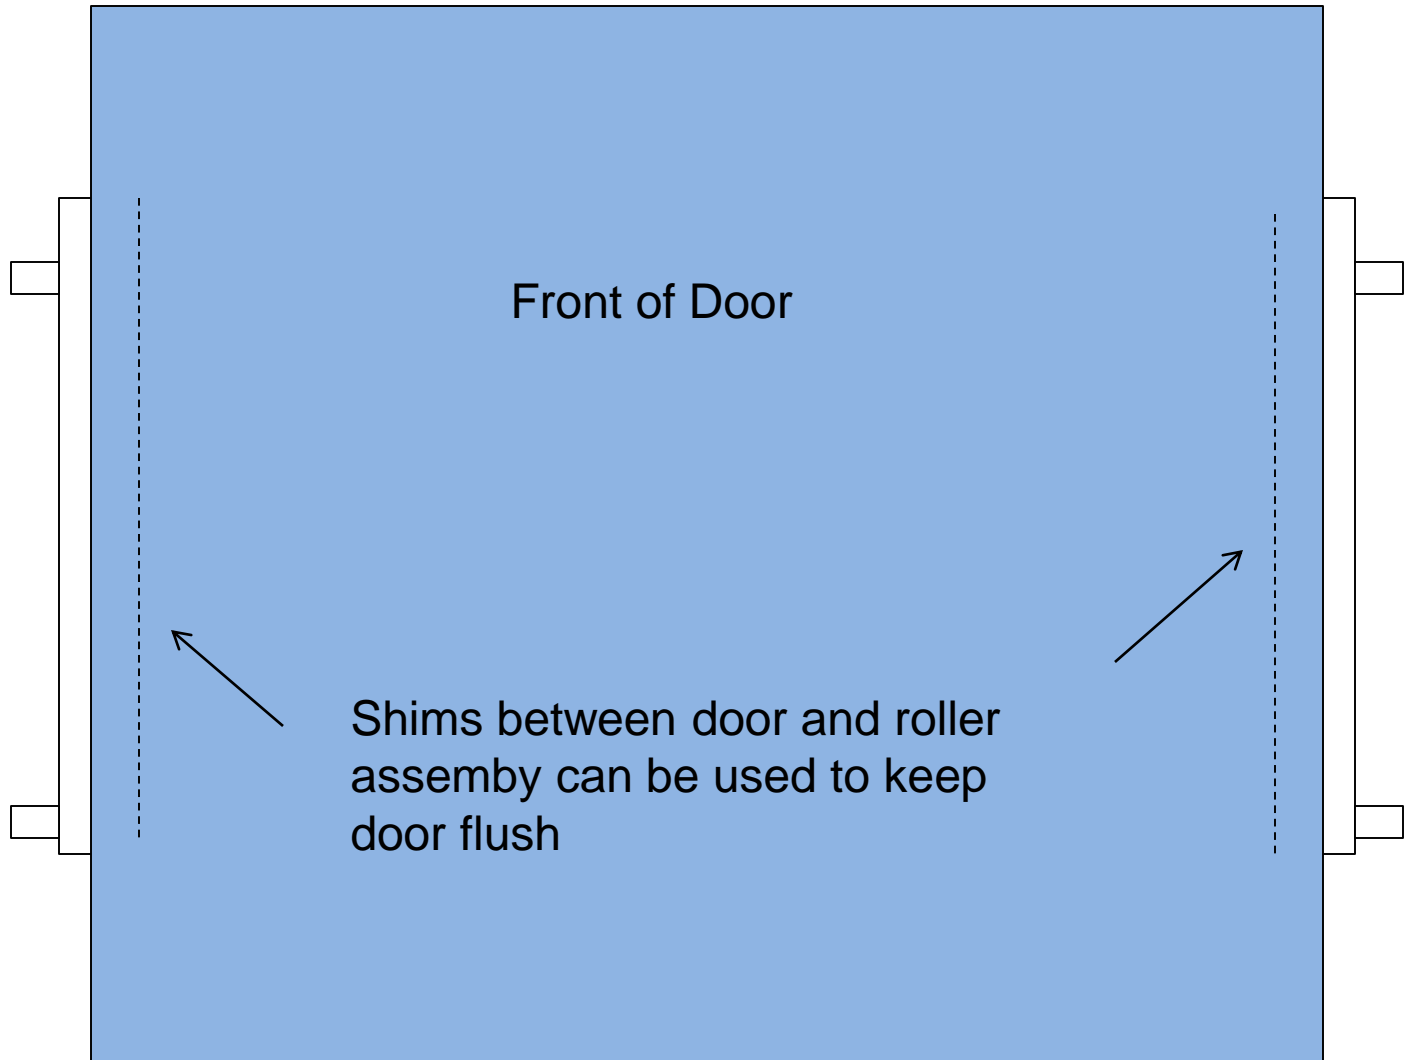 Front of Door
Shims between door and roller
assemby can be used to keep
door flush